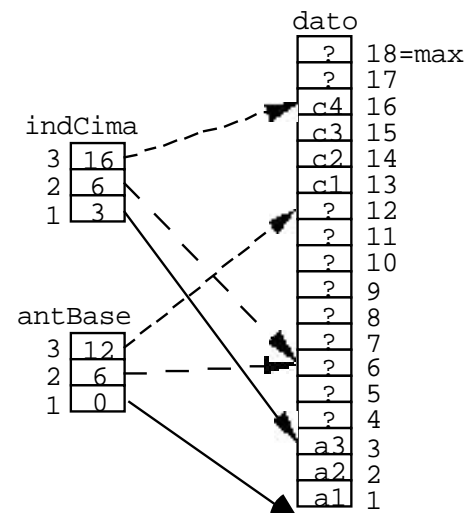 dato
? 18=max
? 17
c4 16
c3 15
c2 14
c1 13
? 12
? 11
? 10
? 9
? 8
? 7
? 6
? 5
? 4
a3 3
a2 2
a1 1
indCima
3 16
2 6
1 3
antBase
3 12
2 6
1 0